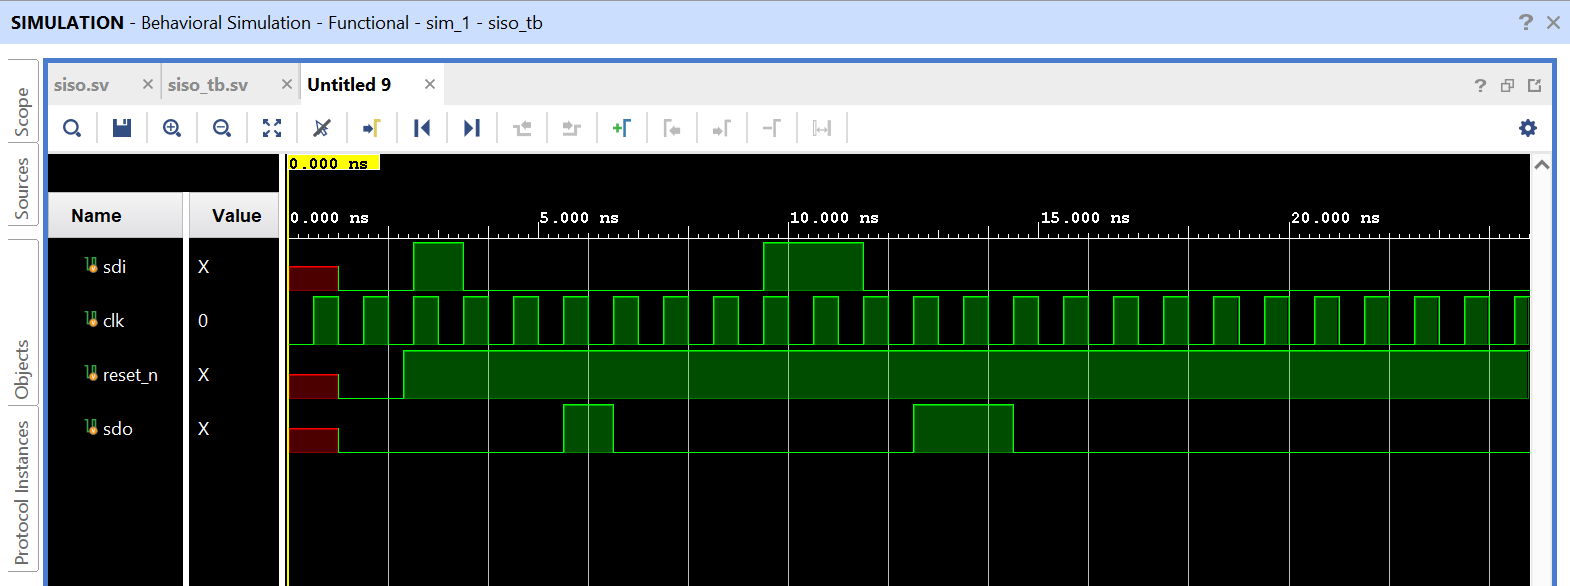 SIMULATION - Behavioral Simulation - Functional - sim_1 - siso_tb
? ×
Scope
Sources
Objects
Protocol Instances
siso.sv ×
siso_tb.sv ×
Untitled 9 ×
?
0.000 ns
Name
Value
0.000 ns
5.000 ns
10.000 ns
15.000 ns
20.000 ns
sdi X
clk 0
reset_n X
sdo X